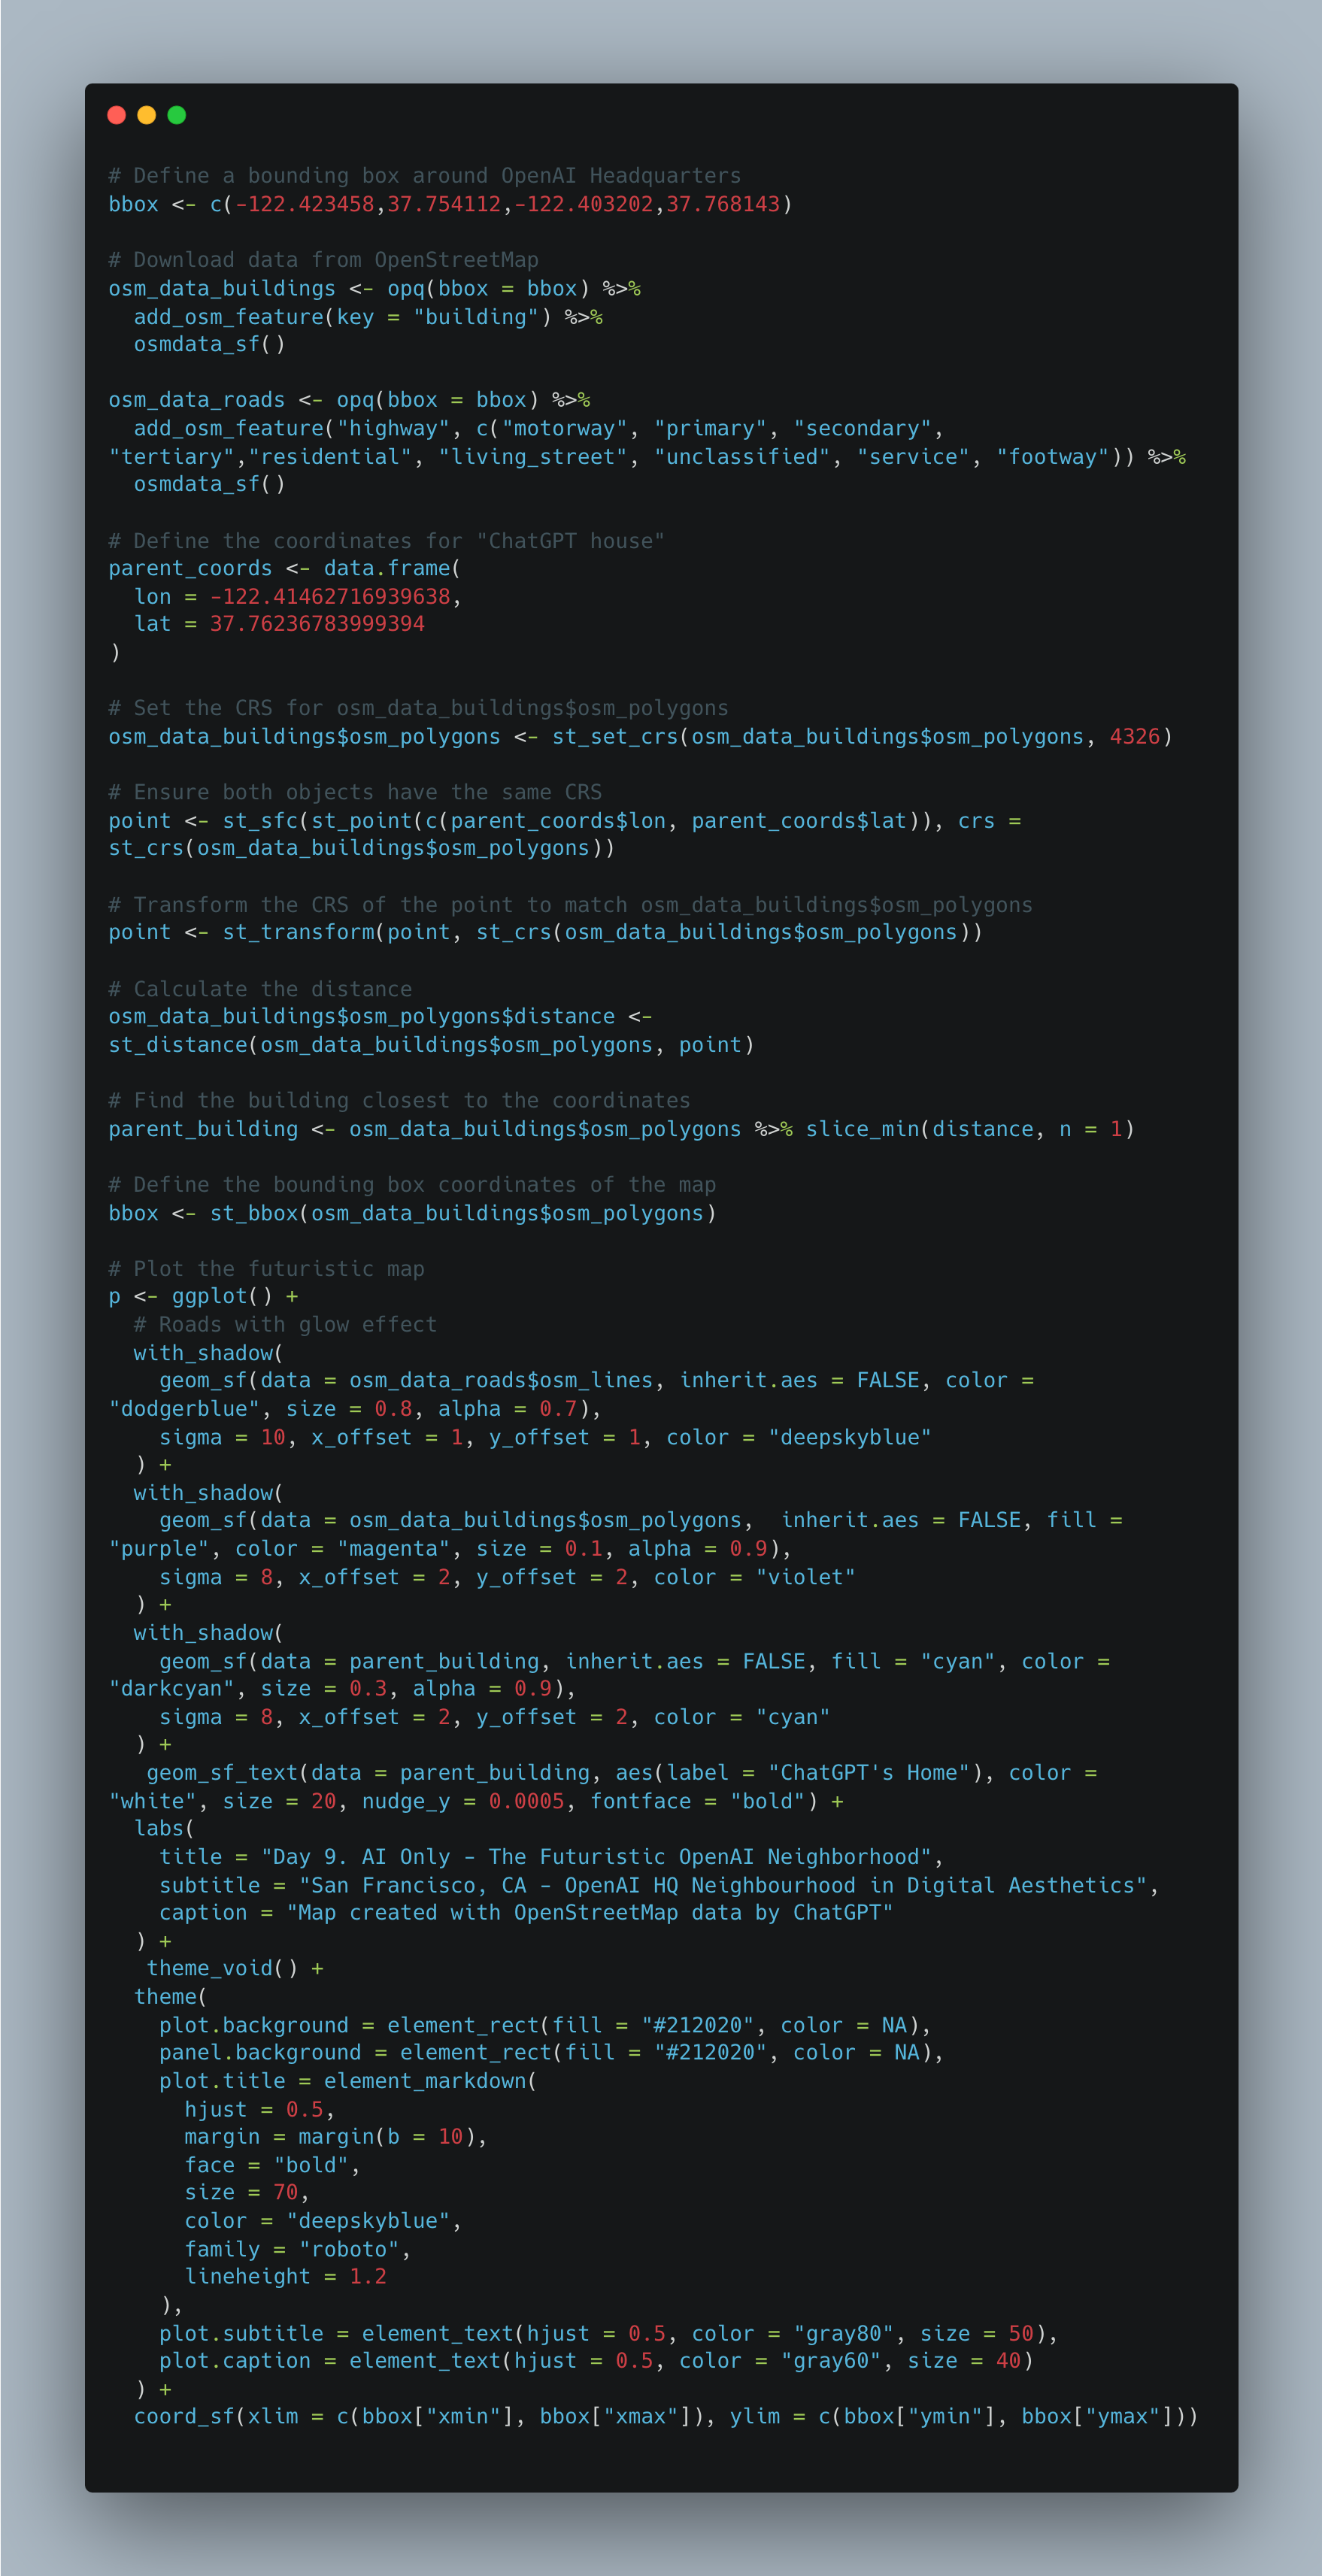 # Define a bounding box around OpenAI Headquarters
bbox <- c(-122.423458,37.754112,-122.403202,37.768143)

# Download data from OpenStreetMap
osm_data_buildings <- opq(bbox = bbox) %>%
  add_osm_feature(key = "building") %>%
  osmdata_sf()

osm_data_roads <- opq(bbox = bbox) %>%
  add_osm_feature("highway", c("motorway", "primary", "secondary",
"tertiary","residential", "living_street", "unclassified", "service", "footway")) %>%
  osmdata_sf()

# Define the coordinates for "ChatGPT house"
parent_coords <- data.frame(
  lon = -122.41462716939638,
  lat = 37.76236783999394
)

# Set the CRS for osm_data_buildings$osm_polygons
osm_data_buildings$osm_polygons <- st_set_crs(osm_data_buildings$osm_polygons, 4326)

# Ensure both objects have the same CRS
point <- st_sfc(st_point(c(parent_coords$lon, parent_coords$lat)), crs =
st_crs(osm_data_buildings$osm_polygons))

# Transform the CRS of the point to match osm_data_buildings$osm_polygons
point <- st_transform(point, st_crs(osm_data_buildings$osm_polygons))

# Calculate the distance
osm_data_buildings$osm_polygons$distance <-
st_distance(osm_data_buildings$osm_polygons, point)

# Find the building closest to the coordinates
parent_building <- osm_data_buildings$osm_polygons %>% slice_min(distance, n = 1)

# Define the bounding box coordinates of the map
bbox <- st_bbox(osm_data_buildings$osm_polygons)

# Plot the futuristic map
p <- ggplot() +
  # Roads with glow effect
  with_shadow(
    geom_sf(data = osm_data_roads$osm_lines, inherit.aes = FALSE, color =
"dodgerblue", size = 0.8, alpha = 0.7),
    sigma = 10, x_offset = 1, y_offset = 1, color = "deepskyblue"
  ) +
  with_shadow(
    geom_sf(data = osm_data_buildings$osm_polygons,  inherit.aes = FALSE, fill =
"purple", color = "magenta", size = 0.1, alpha = 0.9),
    sigma = 8, x_offset = 2, y_offset = 2, color = "violet"
  ) +
  with_shadow(
    geom_sf(data = parent_building, inherit.aes = FALSE, fill = "cyan", color =
"darkcyan", size = 0.3, alpha = 0.9),
    sigma = 8, x_offset = 2, y_offset = 2, color = "cyan"
  ) +
   geom_sf_text(data = parent_building, aes(label = "ChatGPT's Home"), color =
"white", size = 20, nudge_y = 0.0005, fontface = "bold") +
  labs(
    title = "Day 9. AI Only - The Futuristic OpenAI Neighborhood",
    subtitle = "San Francisco, CA - OpenAI HQ Neighbourhood in Digital Aesthetics",
    caption = "Map created with OpenStreetMap data by ChatGPT"
  ) +
   theme_void() +
  theme(
    plot.background = element_rect(fill = "#212020", color = NA),
    panel.background = element_rect(fill = "#212020", color = NA),
    plot.title = element_markdown(
      hjust = 0.5,
      margin = margin(b = 10),
      face = "bold",
      size = 70,
      color = "deepskyblue",
      family = "roboto",
      lineheight = 1.2
    ),
    plot.subtitle = element_text(hjust = 0.5, color = "gray80", size = 50),
    plot.caption = element_text(hjust = 0.5, color = "gray60", size = 40)
  ) +
  coord_sf(xlim = c(bbox["xmin"], bbox["xmax"]), ylim = c(bbox["ymin"], bbox["ymax"]))